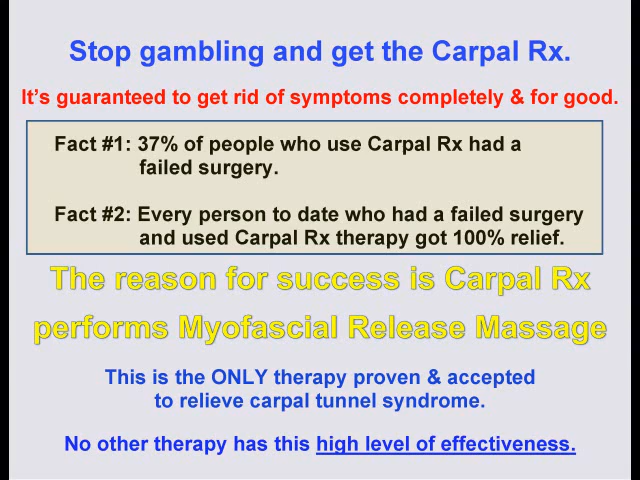 Stop gambling and get the Carpal Rx.
It's guaranteed to get rid of symptoms completely & for good.
Fact #1: 37% of people who use Carpal Rx had a
failed surgery.
Fact #2: Every person to date who had a failed surgery
and used Carpal Rx therapy got 100% relief.
The reason for success is Carpal Rx
performs Myofascial Release Massage
This is the ONLY therapy proven & accepted
to relieve carpal tunnel syndrome.
No other therapy has this high level of effectiveness.